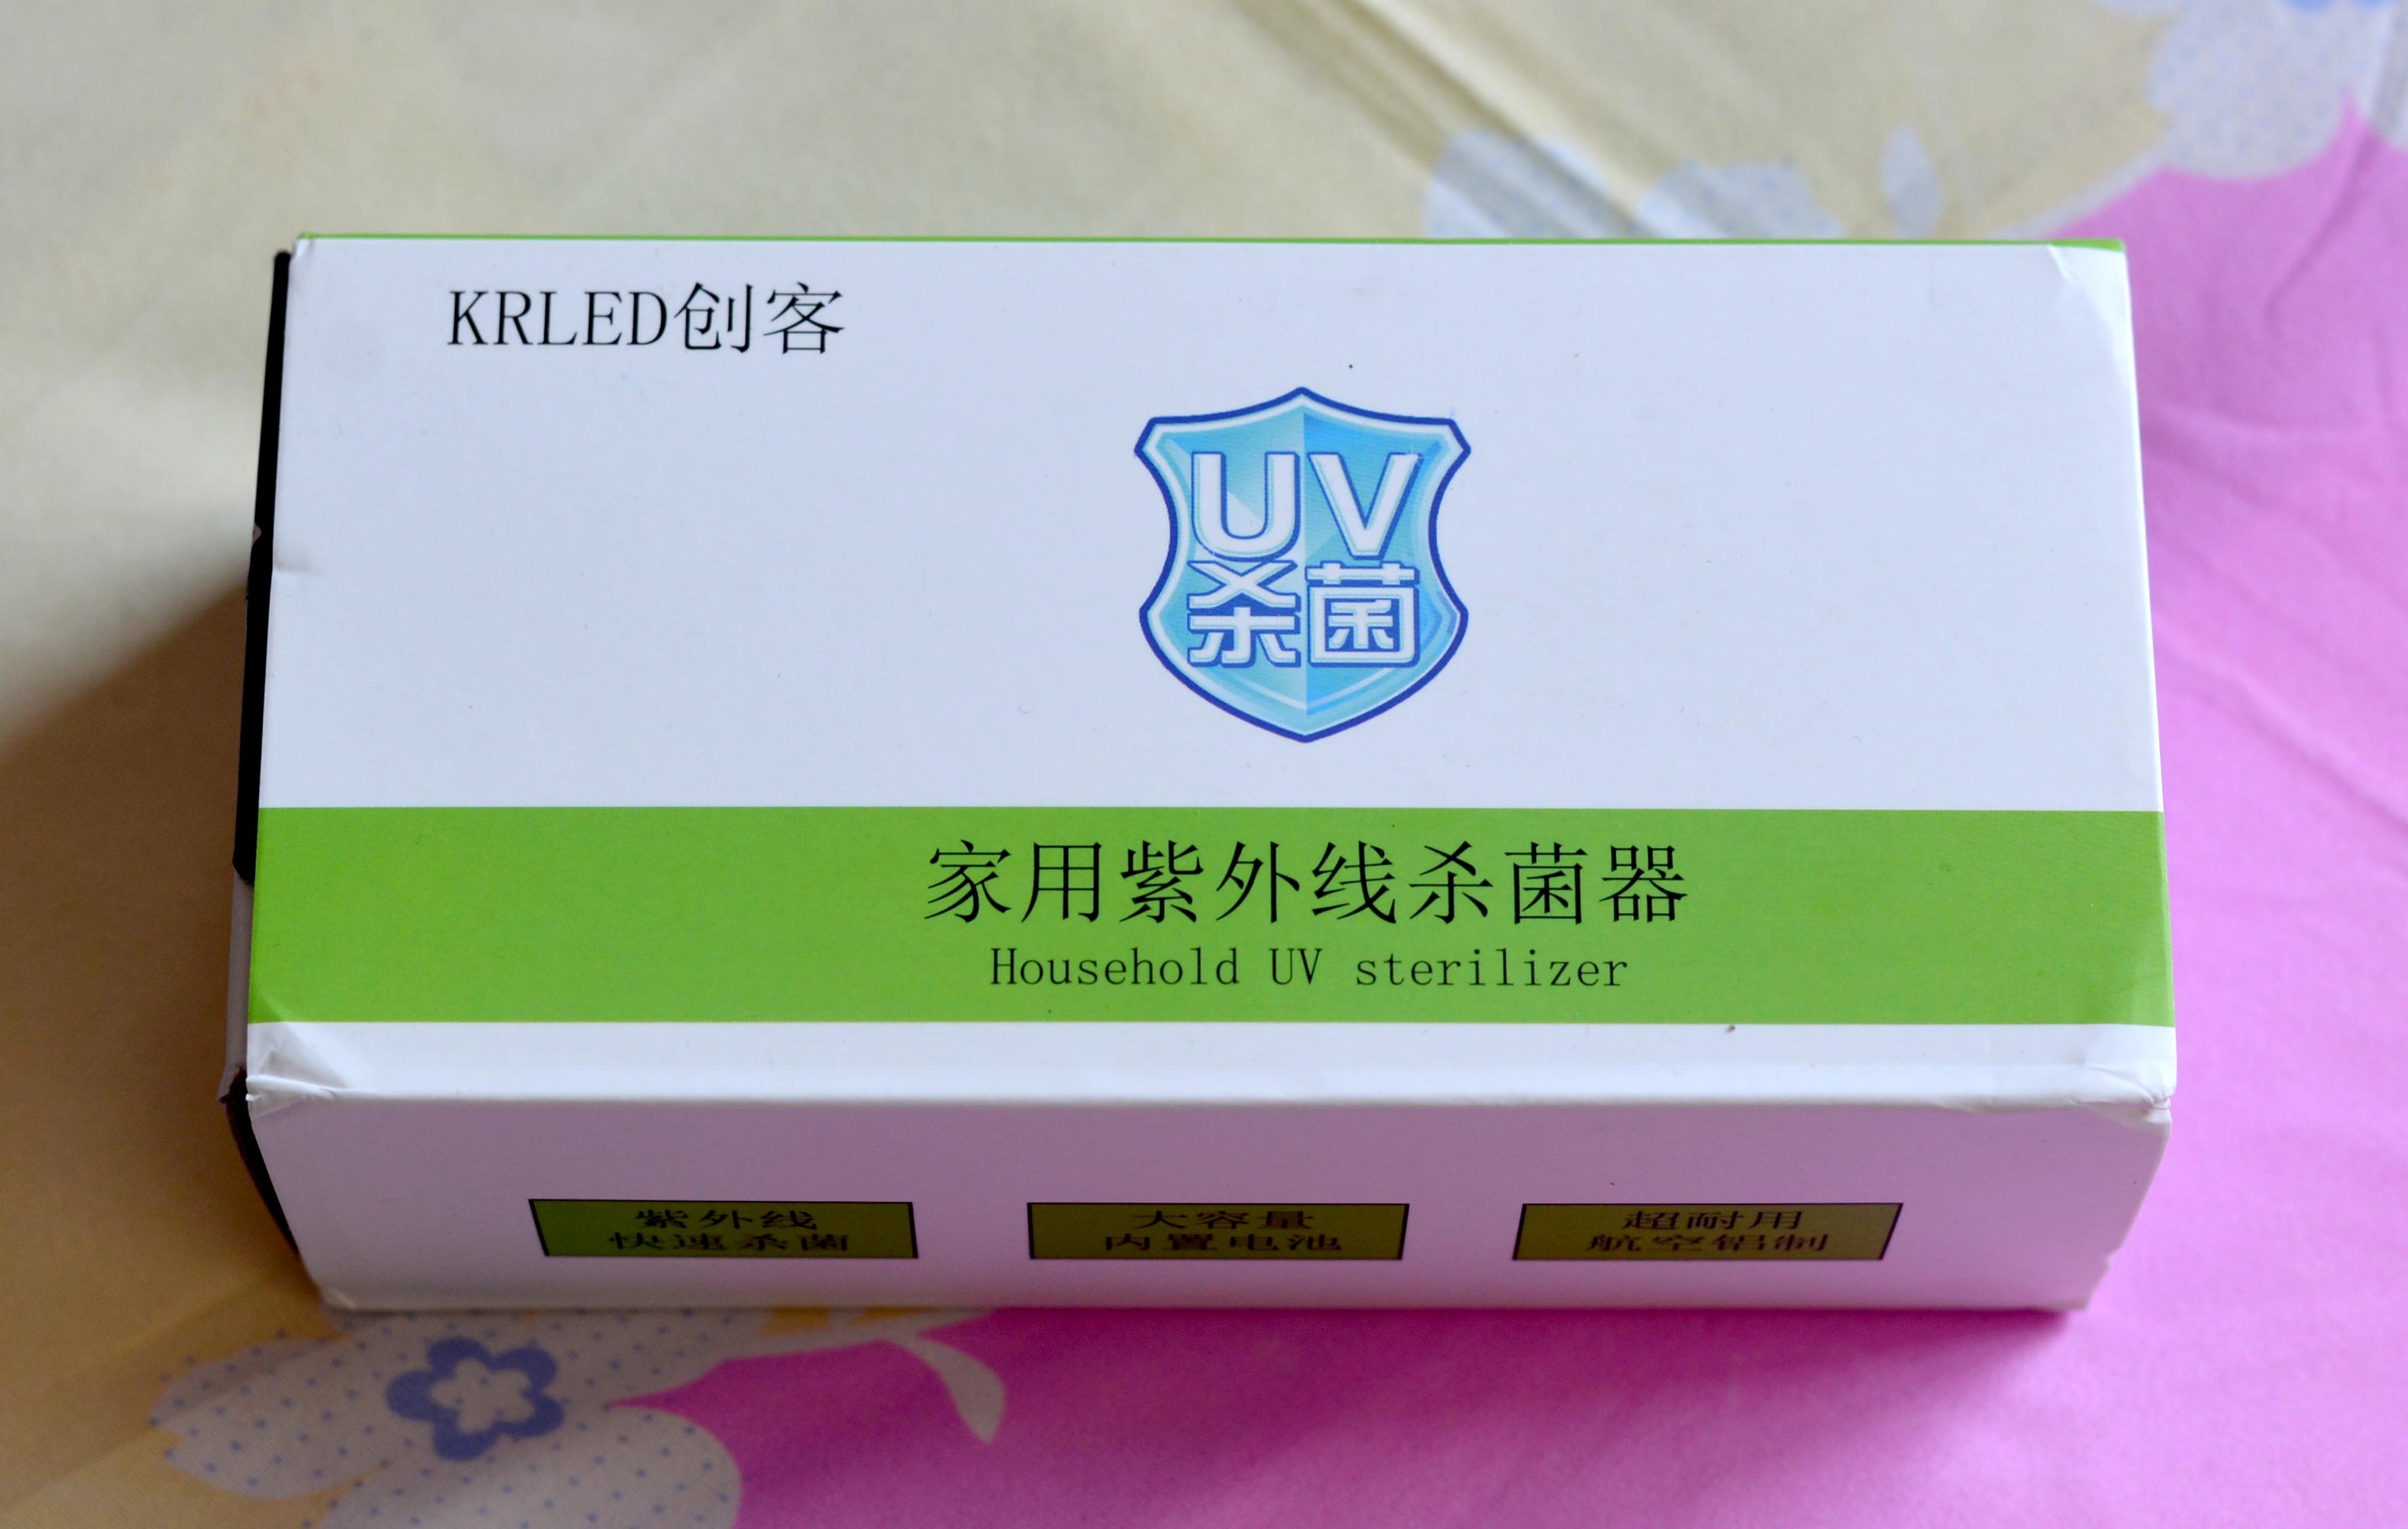 KRLED创客
UV
杀菌
家用紫外线杀菌器
Household UV sterilizer
紫外线
快速杀菌
大容量
内置电池
超耐用
航空铝制